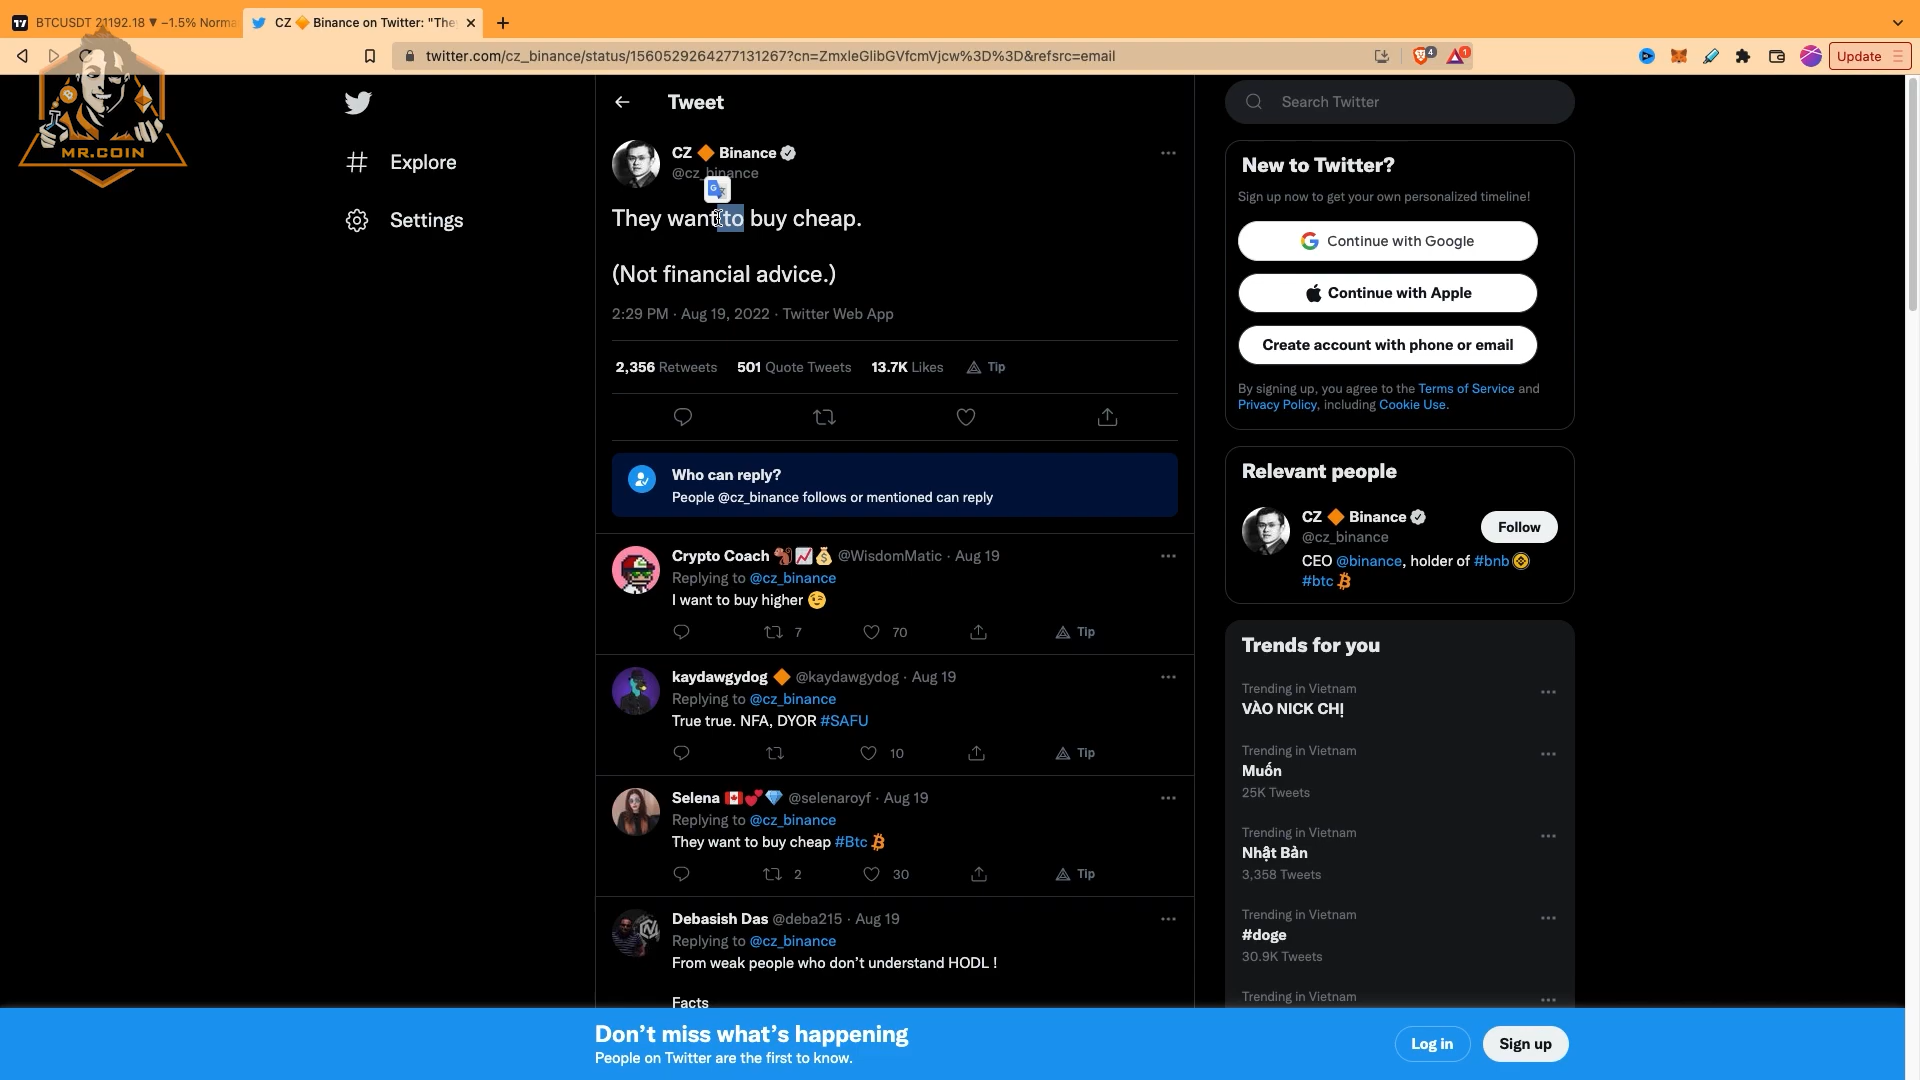 BTCUSDT 21192.18 ▼ −1.5% Norma
CZ 🔶 Binance on Twitter: "The
twitter.com/cz_binance/status/1560529264277131267?cn=ZmxleGlibGVfcmVjcw%3D%3D&refsrc=email
4
1
Update
MR.COIN
Explore
Settings
Tweet
CZ 🔶 Binance
@cz_binance
They want to buy cheap.
(Not financial advice.)
2:29 PM · Aug 19, 2022 · Twitter Web App
2,356 Retweets 501 Quote Tweets 13.7K Likes Tip
Who can reply?
People @cz_binance follows or mentioned can reply
Crypto Coach 🐿️📈💰 @WisdomMatic · Aug 19
Replying to @cz_binance
I want to buy higher 😉
7 70 Tip
kaydawgydog 🔶 @kaydawgydog · Aug 19
Replying to @cz_binance
True true. NFA, DYOR #SAFU
10 Tip
Selena 🇨🇦💕💎 @selenaroyf · Aug 19
Replying to @cz_binance
They want to buy cheap #Btc
2 30 Tip
Debasish Das @deba215 · Aug 19
Replying to @cz_binance
From weak people who don’t understand HODL !
Facts
Search Twitter
New to Twitter?
Sign up now to get your own personalized timeline!
Continue with Google
Continue with Apple
Create account with phone or email
By signing up, you agree to the Terms of Service and
Privacy Policy, including Cookie Use.
Relevant people
CZ 🔶 Binance
@cz_binance
Follow
CEO @binance, holder of #bnb
#btc
Trends for you
Trending in Vietnam
VÀO NICK CHỊ
Trending in Vietnam
Muốn
25K Tweets
Trending in Vietnam
Nhật Bản
3,358 Tweets
Trending in Vietnam
#doge
30.9K Tweets
Trending in Vietnam
Don’t miss what’s happening
People on Twitter are the first to know.
Log in
Sign up